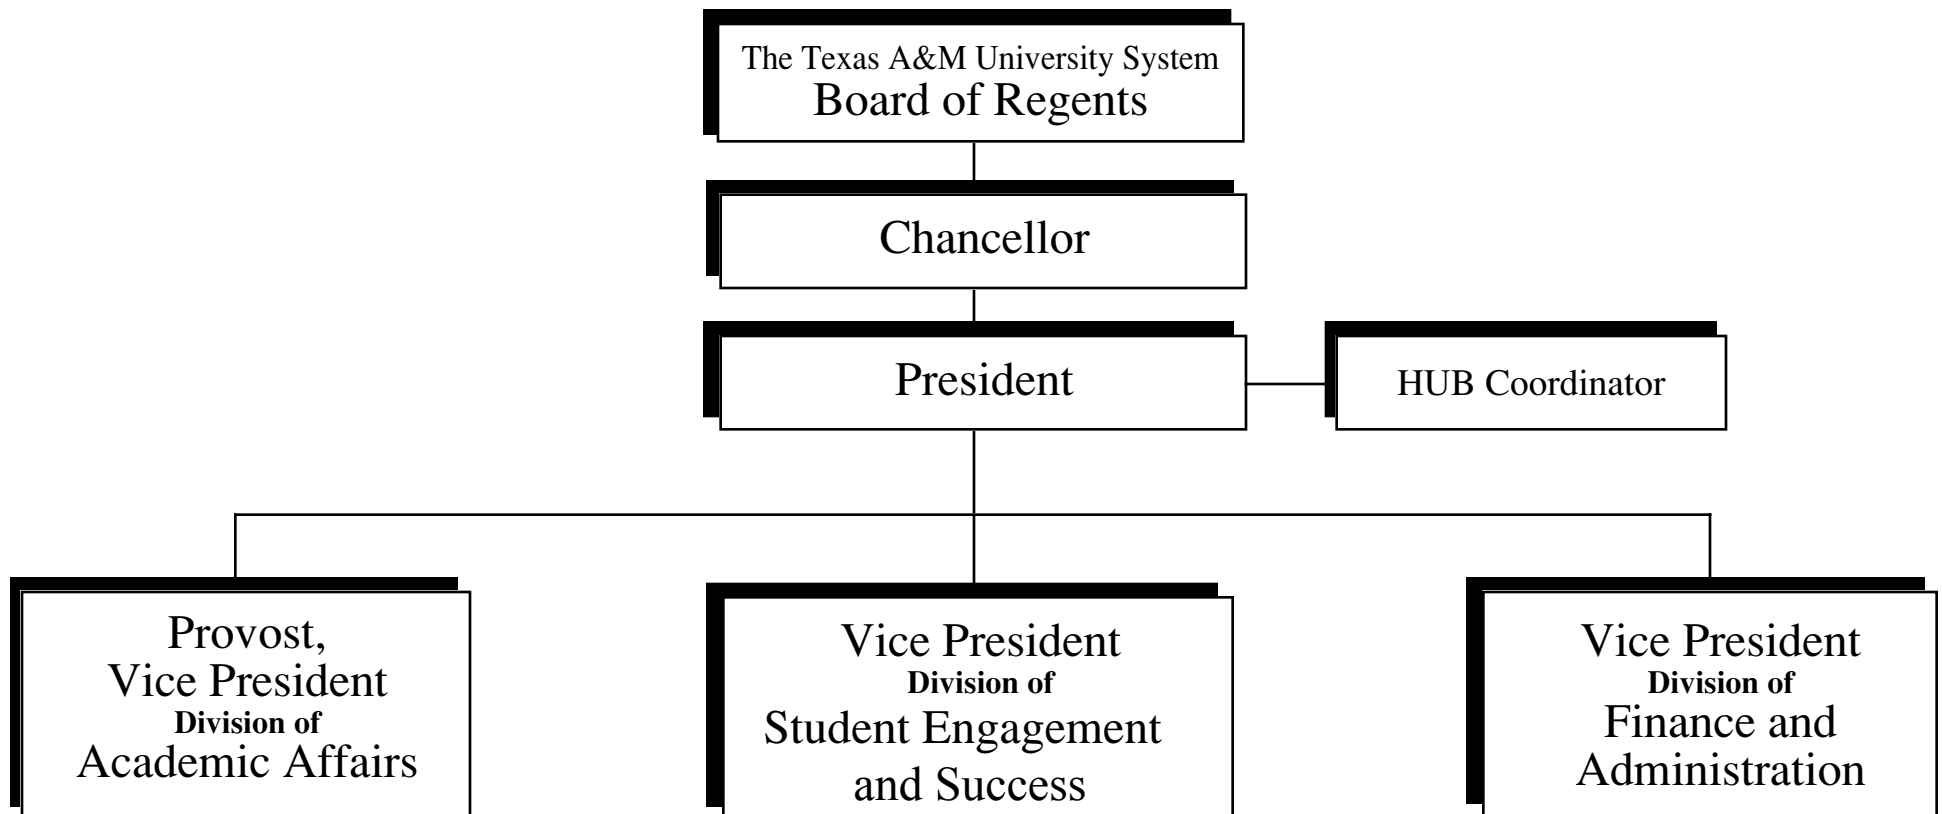 The Texas A&M University System
Board of Regents
Chancellor
President
HUB Coordinator
Provost,
Vice President
Division of
Academic Affairs
Vice President
Division of
Student Engagement
and Success
Vice President
Division of
Finance and
Administration